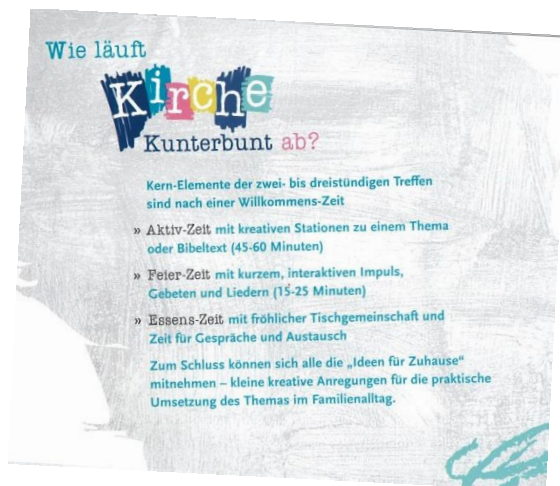 Wie läuft
Kirche
Kunterbunt ab?
Kern-Elemente der zwei- bis dreistündigen Treffen
sind nach einer Willkommens-Zeit
» Aktiv-Zeit mit kreativen Stationen zu einem Thema
oder Bibeltext (45-60 Minuten)
» Feier-Zeit mit kurzem, interaktiven Impuls,
Gebeten und Liedern (15-25 Minuten)
» Essens-Zeit mit fröhlicher Tischgemeinschaft und
Zeit für Gespräche und Austausch
Zum Schluss können sich alle die „Ideen für Zuhause“
mitnehmen – kleine kreative Anregungen für die praktische
Umsetzung des Themas im Familienalltag.